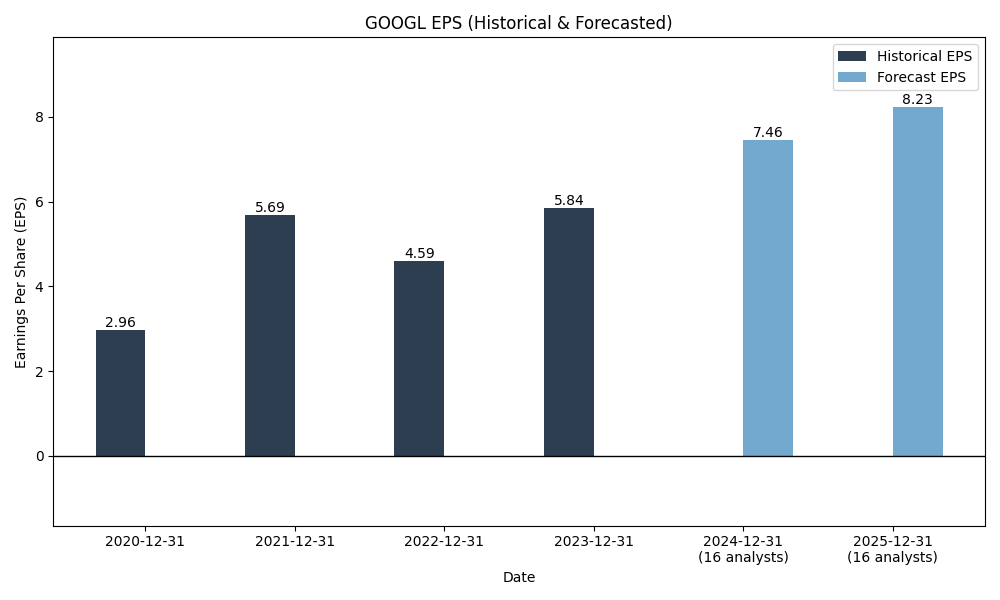 GOOGL EPS (Historical & Forecasted)
Historical EPS
Forecast EPS
Earnings Per Share (EPS)
8
6
4
2
0
2.96
5.69
4.59
5.84
7.46
8.23
2020-12-31
2021-12-31
2022-12-31
2023-12-31
2024-12-31
(16 analysts)
2025-12-31
(16 analysts)
Date